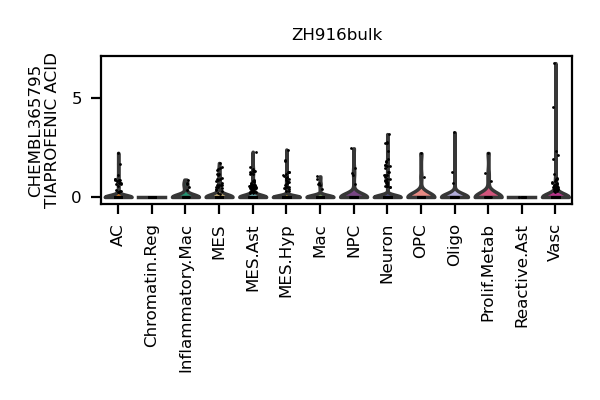 ZH916bulk
CHEMBL365795
TIAPROFENIC ACID
5
0
AC
Chromatin.Reg
Inflammatory.Mac
MES
MES.Ast
MES.Hyp
Mac
NPC
Neuron
OPC
Oligo
Prolif.Metab
Reactive.Ast
Vasc